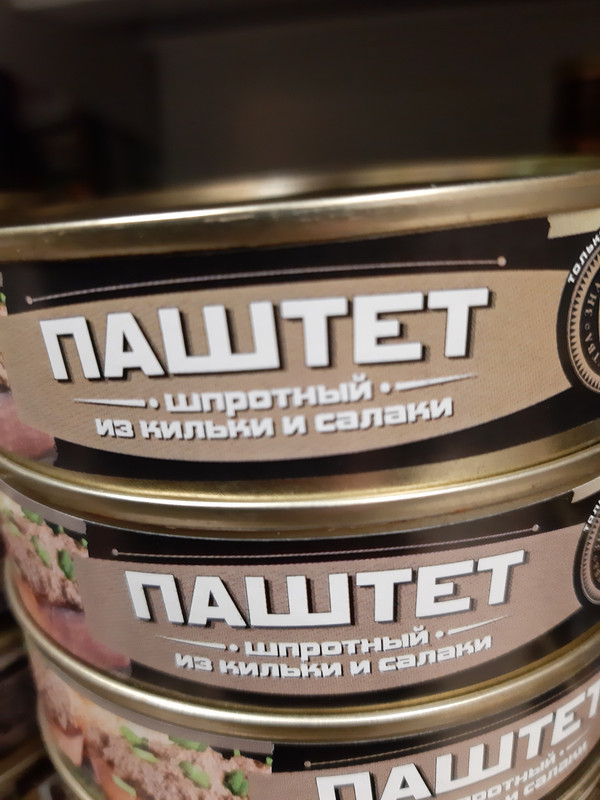 ПАШТЕТ
шпротный
из кильки и салаки
ПАШТЕТ
шпротный
из кильки и салаки
ПАШТЕТ